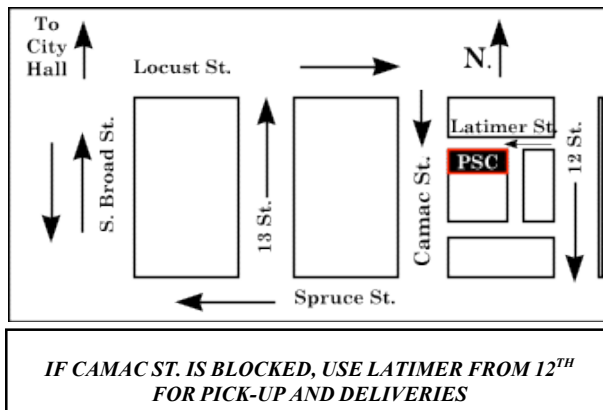 To
City
Hall
Locust St.
N.
Latimer St.
PSC
S. Broad St.
13 St.
Camac St.
12 St.
Spruce St.
IF CAMAC ST. IS BLOCKED, USE LATIMER FROM 12TH
FOR PICK-UP AND DELIVERIES